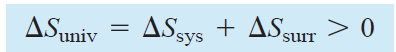 ΔS_univ = ΔS_sys + ΔS_surr > 0